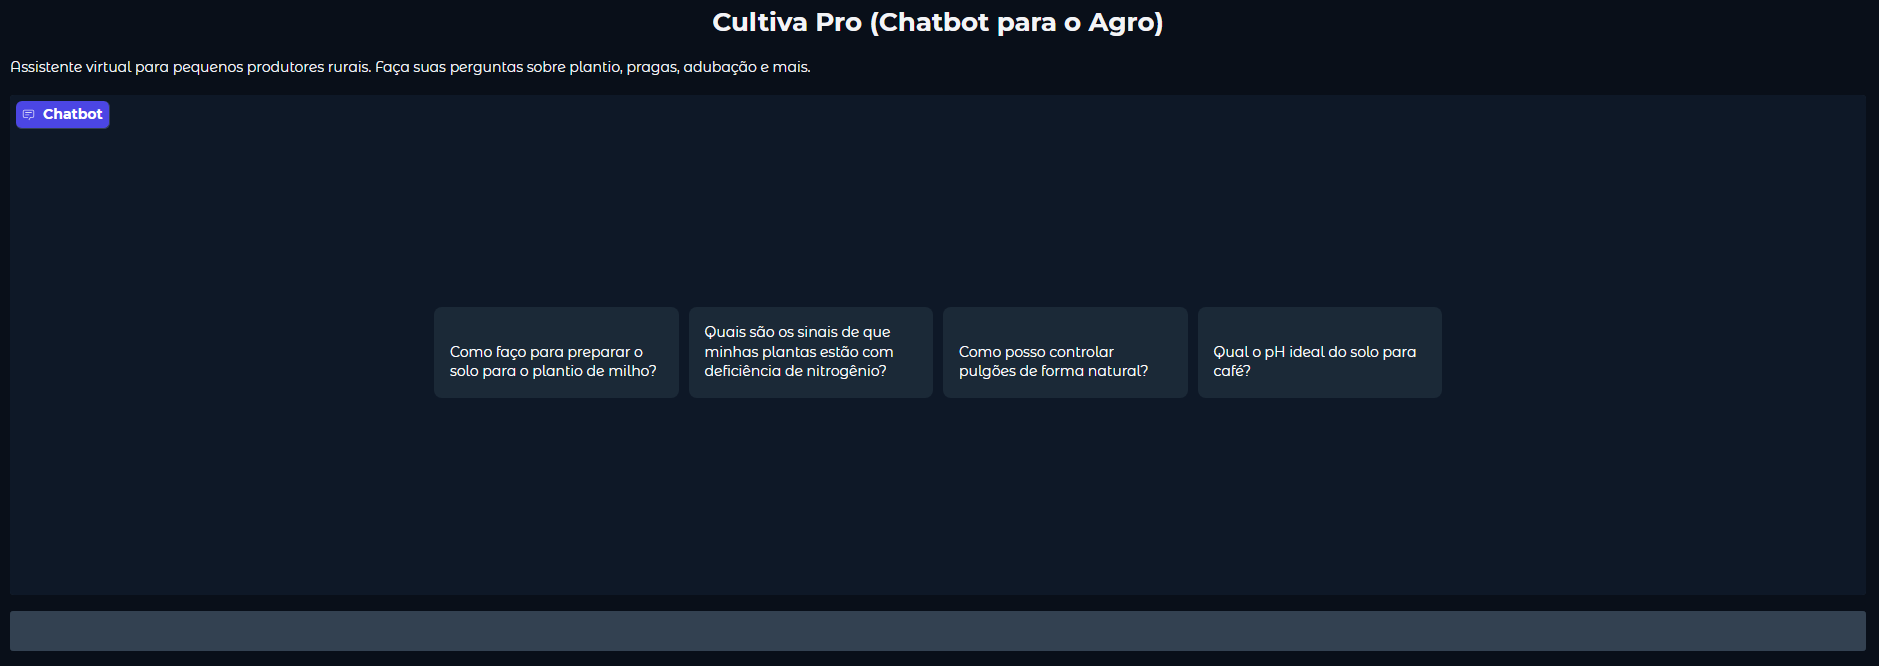 Cultiva Pro (Chatbot para o Agro)
Assistente virtual para pequenos produtores rurais. Faça suas perguntas sobre plantio, pragas, adubação e mais.
Chatbot
Como faço para preparar o
solo para o plantio de milho?
Quais são os sinais de que
minhas plantas estão com
deficiência de nitrogênio?
Como posso controlar
pulgões de forma natural?
Qual o pH ideal do solo para
café?